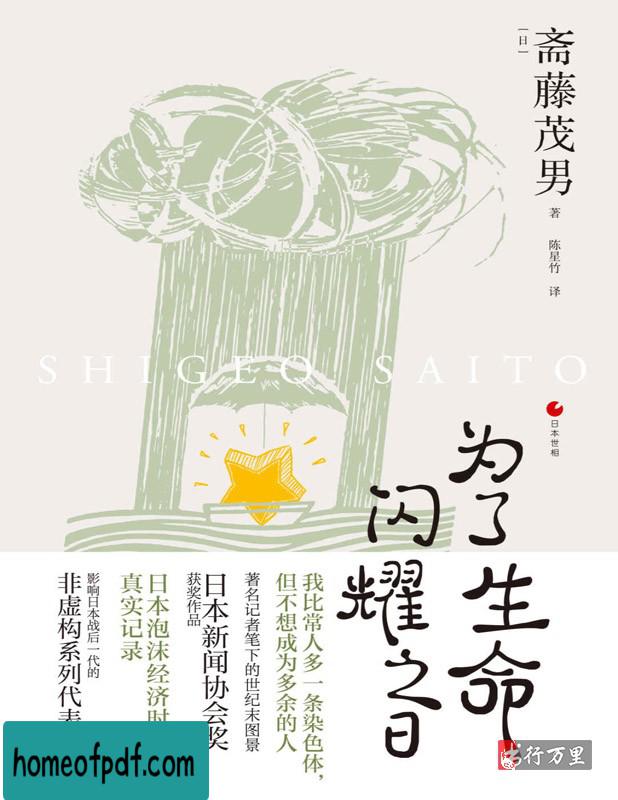 [日]
斋藤茂男
著
陈星竹 译
SHIGEO SAITO
日本世相
为了生命
闪耀之日
我比常人多一条染色体,
但不想成为多余的人
著名记者笔下的世纪末图景
日本新闻协会奖
获奖作品
日本泡沫经济时
真实记录
影响日本战后一代的
非虚构系列代表
homeofpdf.com
行万里